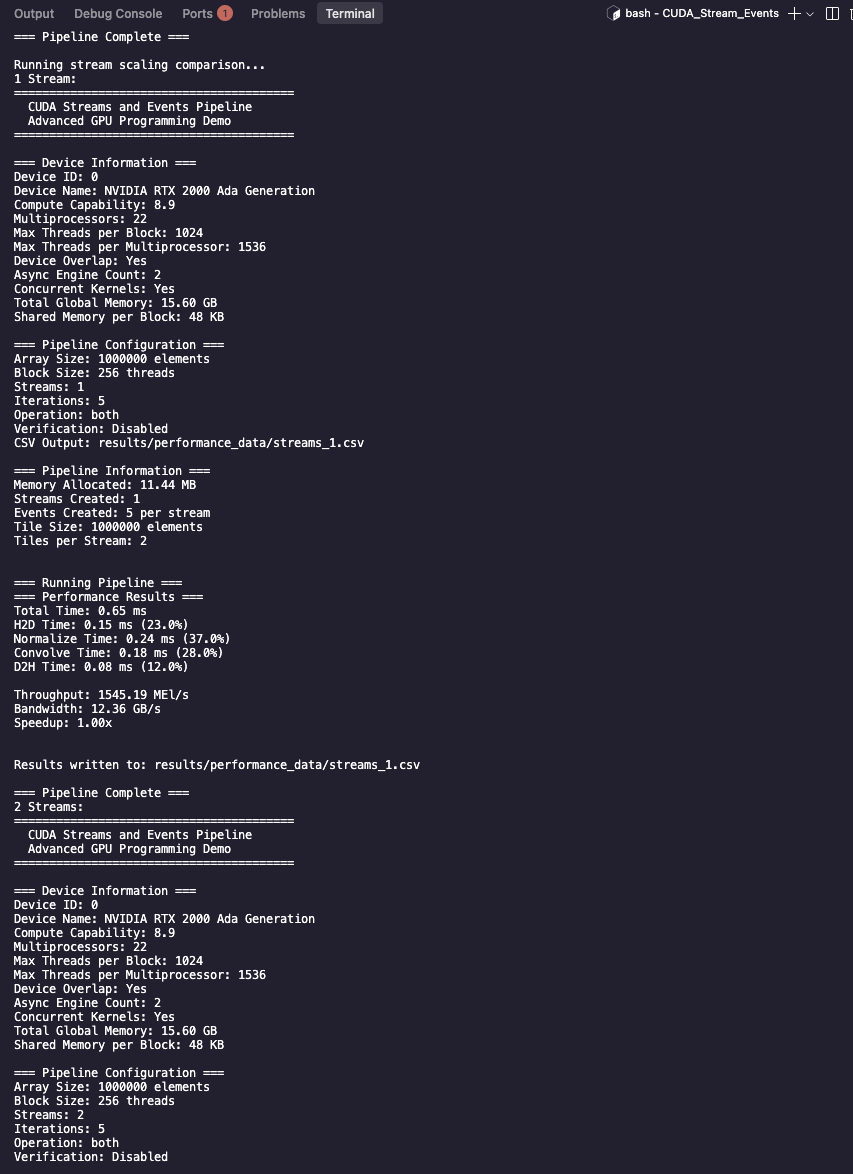 Output Debug Console Ports 1 Problems Terminal bash - CUDA_Stream_Events
=== Pipeline Complete ===
Running stream scaling comparison...
1 Stream:
========================================
CUDA Streams and Events Pipeline
Advanced GPU Programming Demo
========================================
=== Device Information ===
Device ID: 0
Device Name: NVIDIA RTX 2000 Ada Generation
Compute Capability: 8.9
Multiprocessors: 22
Max Threads per Block: 1024
Max Threads per Multiprocessor: 1536
Device Overlap: Yes
Async Engine Count: 2
Concurrent Kernels: Yes
Total Global Memory: 15.60 GB
Shared Memory per Block: 48 KB
=== Pipeline Configuration ===
Array Size: 1000000 elements
Block Size: 256 threads
Streams: 1
Iterations: 5
Operation: both
Verification: Disabled
CSV Output: results/performance_data/streams_1.csv
=== Pipeline Information ===
Memory Allocated: 11.44 MB
Streams Created: 1
Events Created: 5 per stream
Tile Size: 1000000 elements
Tiles per Stream: 2
=== Running Pipeline ===
=== Performance Results ===
Total Time: 0.65 ms
H2D Time: 0.15 ms (23.0%)
Normalize Time: 0.24 ms (37.0%)
Convolve Time: 0.18 ms (28.0%)
D2H Time: 0.08 ms (12.0%)
Throughput: 1545.19 MEl/s
Bandwidth: 12.36 GB/s
Speedup: 1.00x
Results written to: results/performance_data/streams_1.csv
=== Pipeline Complete ===
2 Streams:
========================================
CUDA Streams and Events Pipeline
Advanced GPU Programming Demo
========================================
=== Device Information ===
Device ID: 0
Device Name: NVIDIA RTX 2000 Ada Generation
Compute Capability: 8.9
Multiprocessors: 22
Max Threads per Block: 1024
Max Threads per Multiprocessor: 1536
Device Overlap: Yes
Async Engine Count: 2
Concurrent Kernels: Yes
Total Global Memory: 15.60 GB
Shared Memory per Block: 48 KB
=== Pipeline Configuration ===
Array Size: 1000000 elements
Block Size: 256 threads
Streams: 2
Iterations: 5
Operation: both
Verification: Disabled